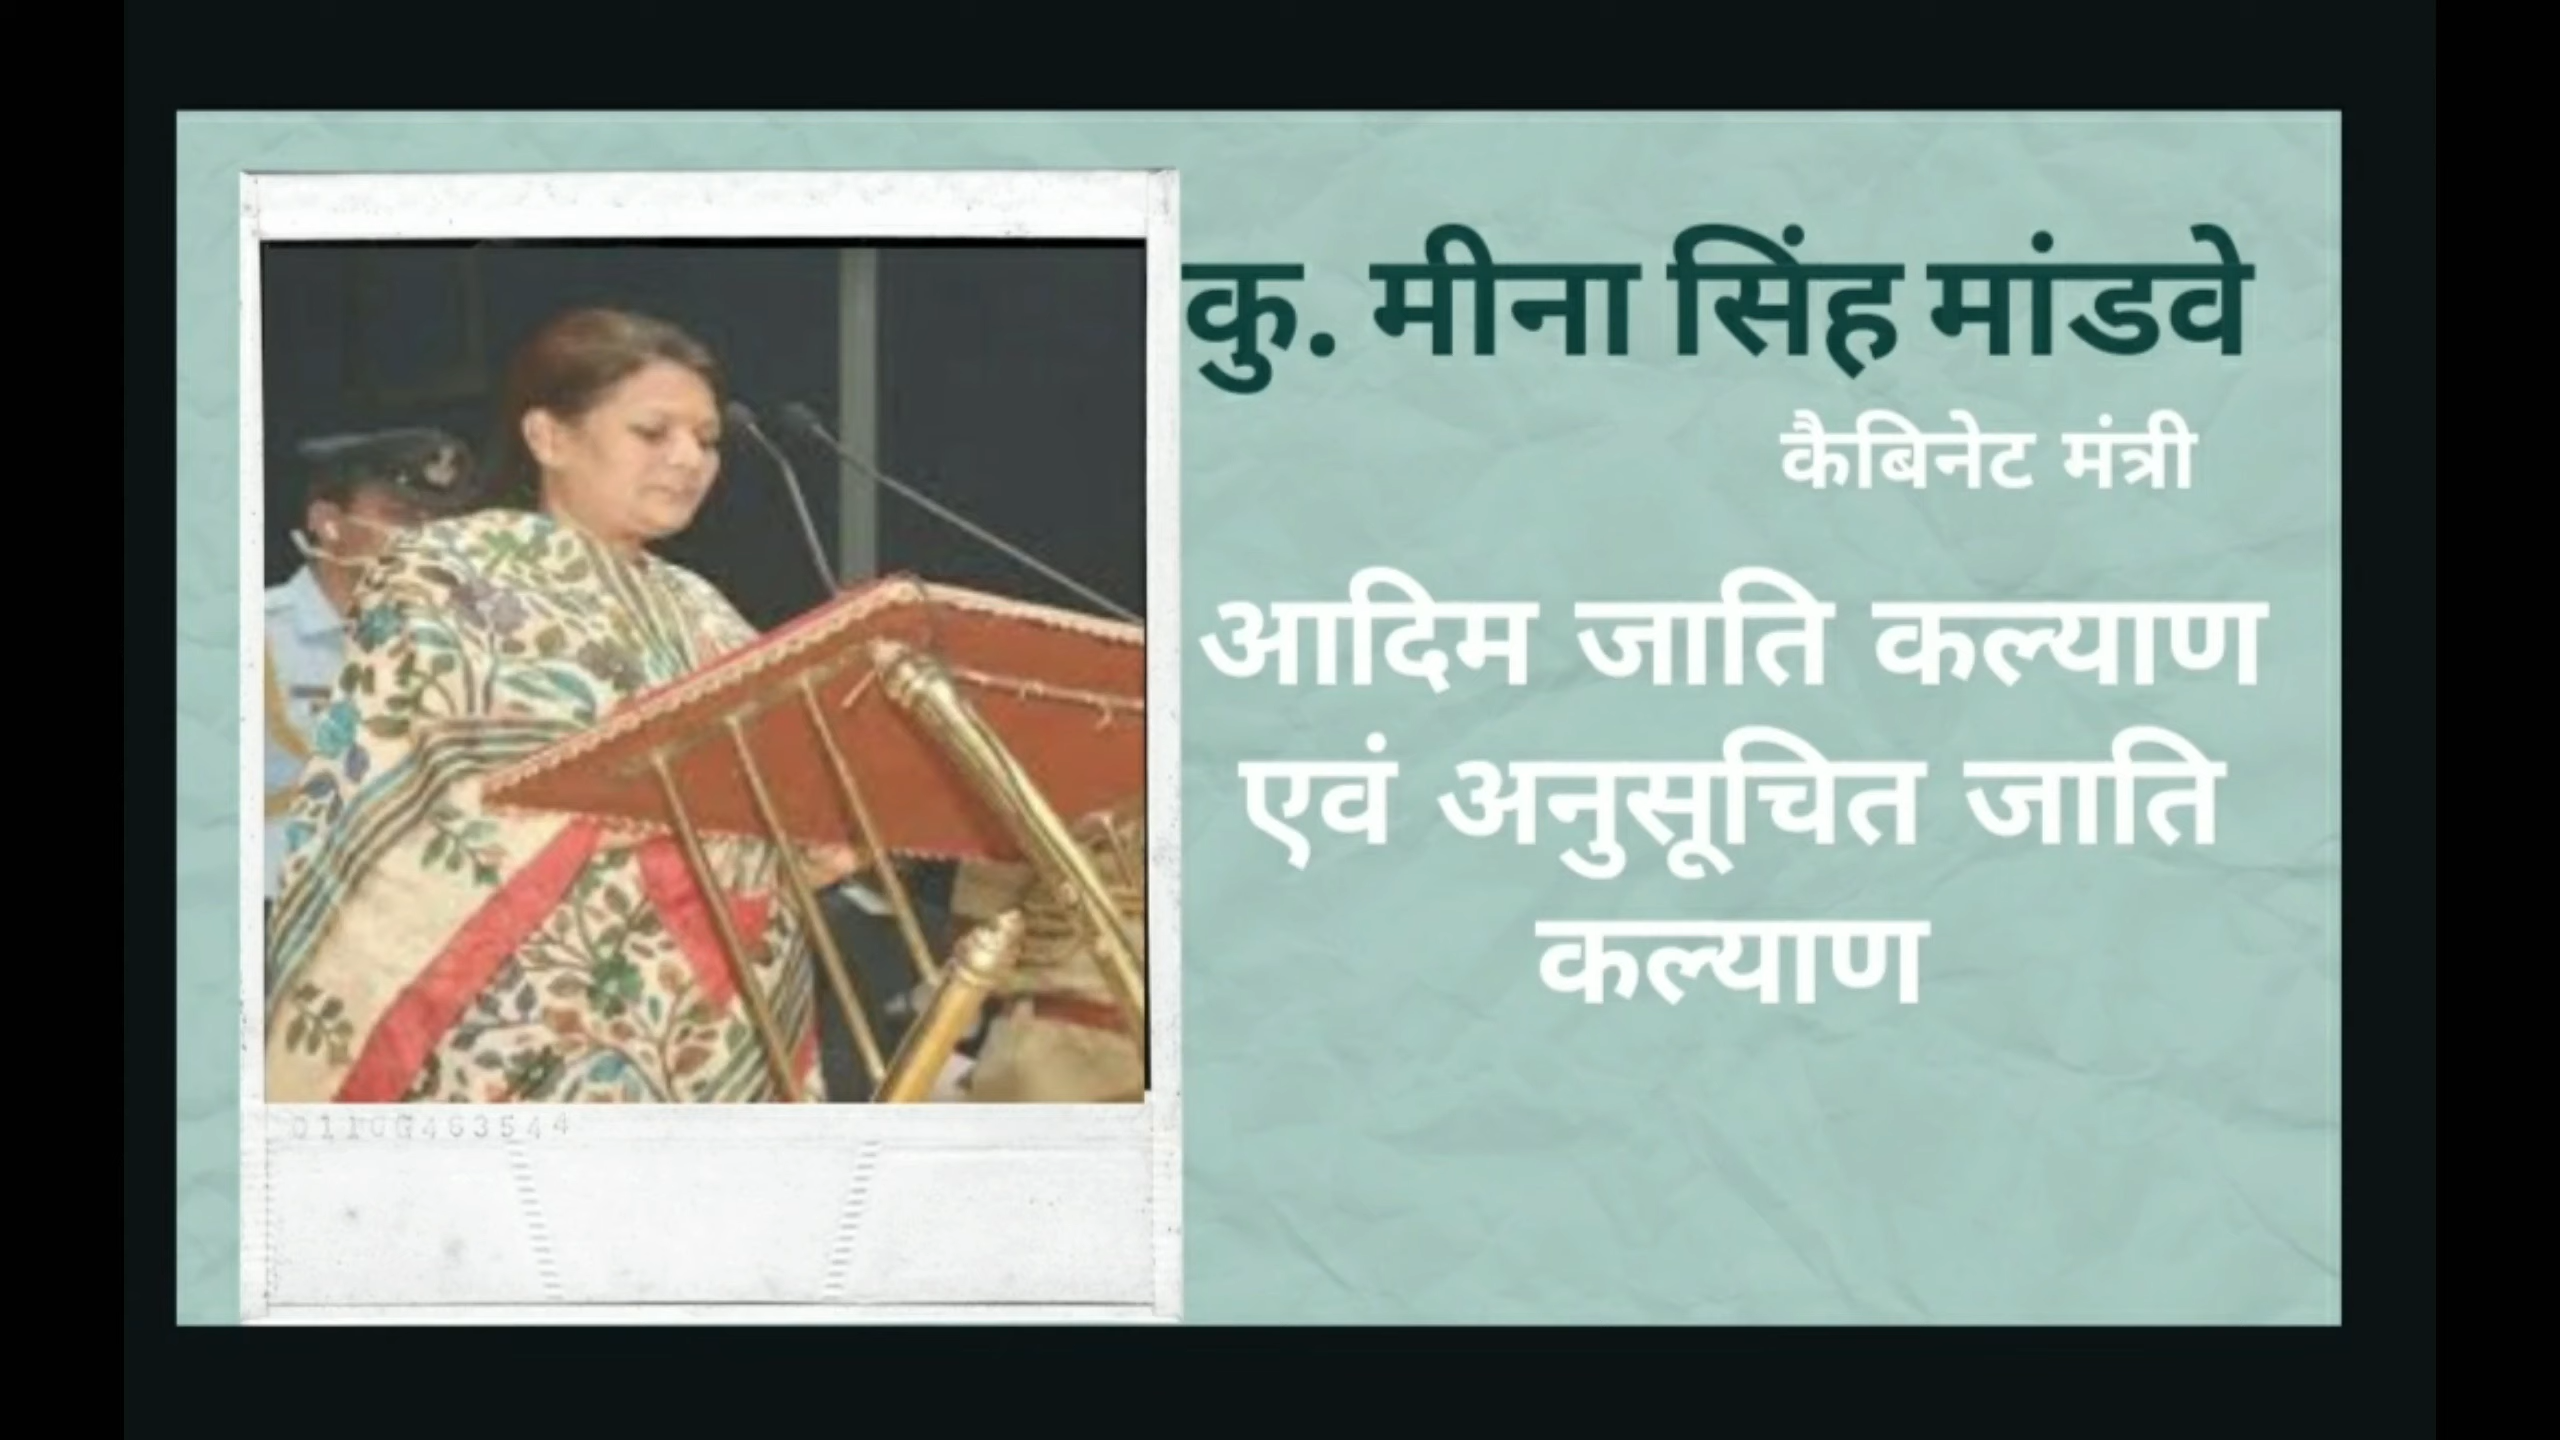 कु. मीना सिंह मांडवे
कैबिनेट मंत्री
आदिम जाति कल्याण
एवं अनुसूचित जाति
कल्याण
0110G463544